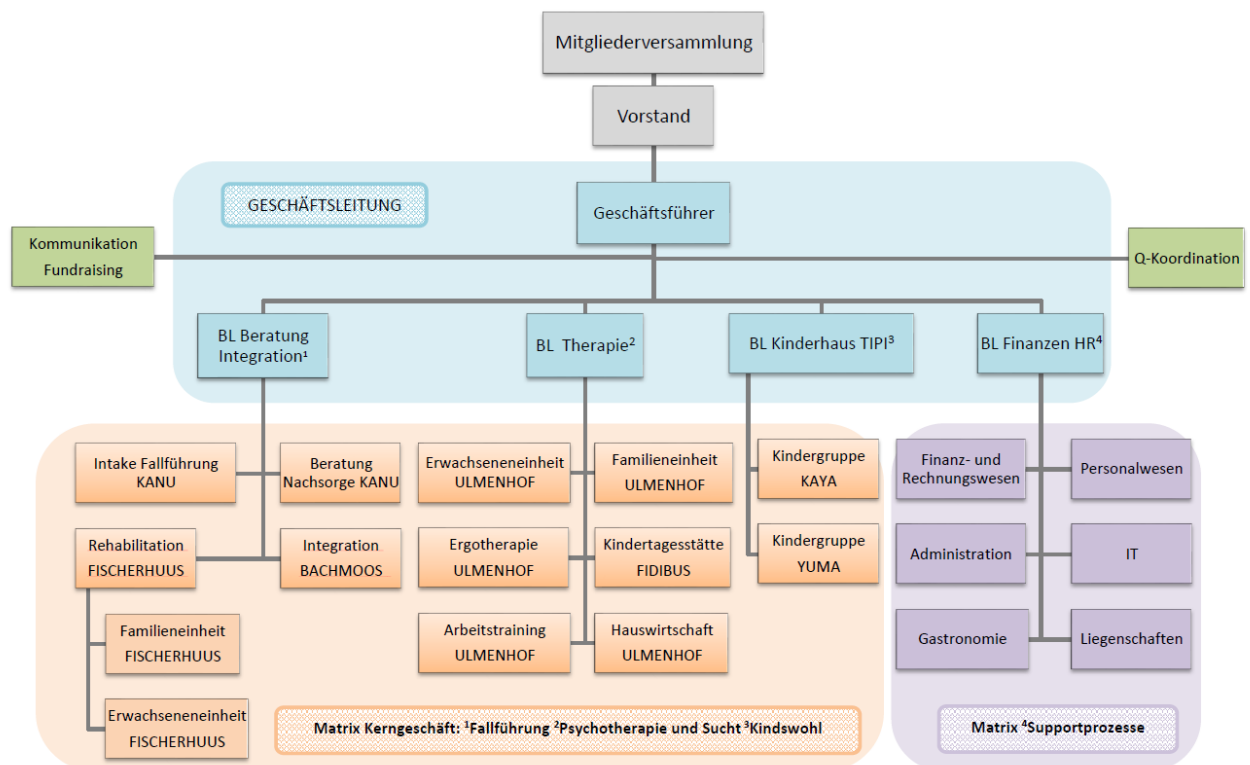 Mitgliederversammlung
Vorstand
GESCHÄFTSLEITUNG
Geschäftsführer
Kommunikation
Fundraising
Q-Koordination
BL Beratung
Integration¹
BL Therapie²
BL Kinderhaus TIPI³
BL Finanzen HR⁴
Intake Fallführung
KANU
Beratung
Nachsorge KANU
Erwachseneneinheit
ULMENHOF
Familieneinheit
ULMENHOF
Kindergruppe
KAYA
Finanz- und
Rechnungswesen
Personalwesen
Rehabilitation
FISCHERHUUS
Integration
BACHMOOS
Ergotherapie
ULMENHOF
Kindertagesstätte
FIDIBUS
Kindergruppe
YUMA
Administration
IT
Familieneinheit
FISCHERHUUS
Arbeitstraining
ULMENHOF
Hauswirtschaft
ULMENHOF
Gastronomie
Liegenschaften
Erwachseneneinheit
FISCHERHUUS
Matrix Kerngeschäft: ¹Fallführung ²Psychotherapie und Sucht ³Kindswohl
Matrix ⁴Supportprozesse